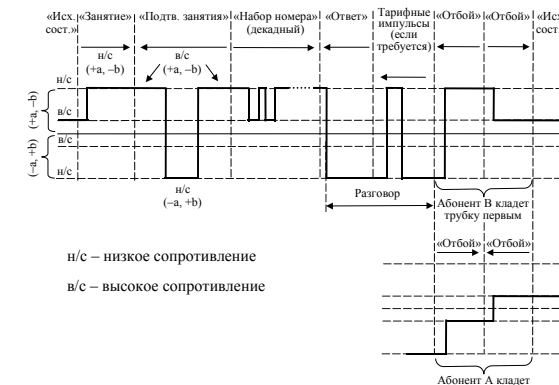 «Исх. сост.»
«Занятие»
«Подтв. занятия»
«Набор номера» (декадный)
«Ответ»
Тарифные импульсы (если требуется)
«Отбой»
«Отбой»
«Исх сост
н/с
(+a, –b)
в/с
(+a, –b)
н/с
в/с
в/с
н/с
(+a, –b)
(–a, +b)
н/с
(–a, +b)
Разговор
Абонент B кладет
трубку первым
«Отбой»
«Отбой»
н/с – низкое сопротивление
в/с – высокое сопротивление
Абонент A кладет